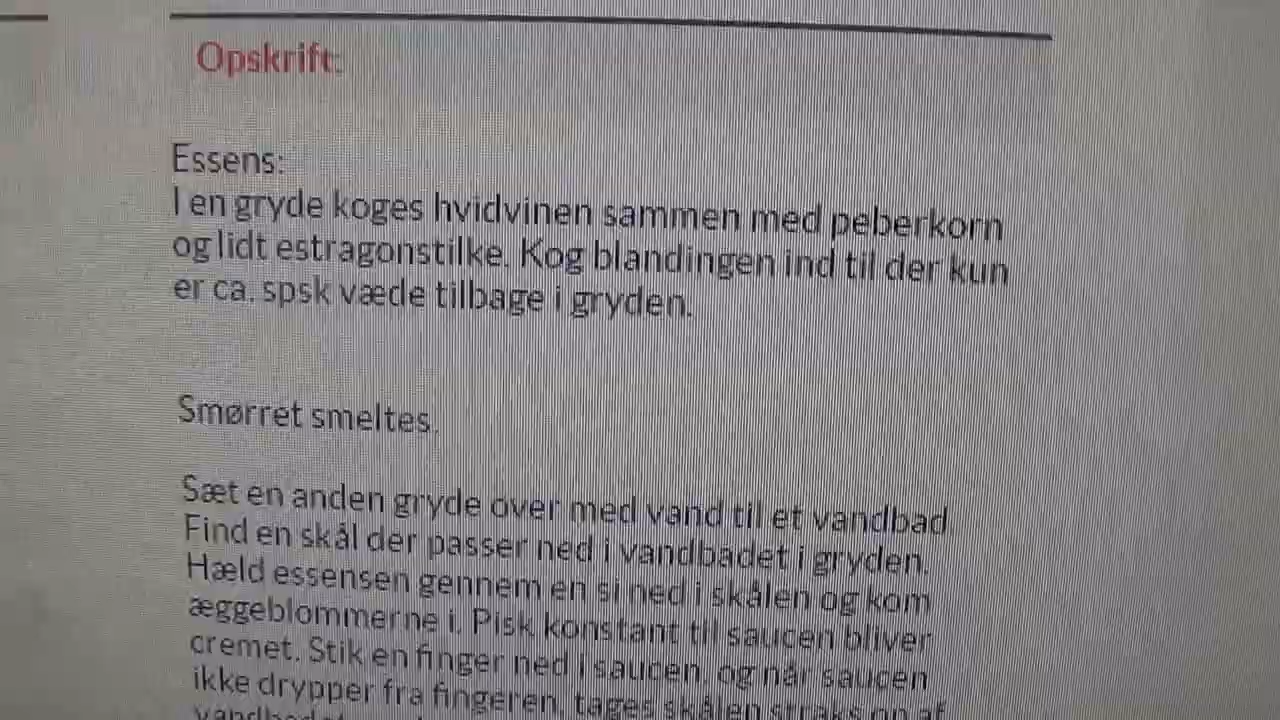 Opskrift:
Essens:
I en gryde koges hvidvinen sammen med peberkorn
og lidt estragonstilke. Kog blandingen ind til der kun
er ca. spsk væde tilbage i gryden.
Smørret smeltes.
Sæt en anden gryde over med vand til et vandbad
Find en skål der passer ned i vandbadet i gryden.
Hæld essensen gennem en si ned i skålen og kom
æggeblommerne i. Pisk konstant til saucen bliver
cremet. Stik en finger ned i saucen, og når saucen
ikke drypper fra fingeren, tages skålen straks op af